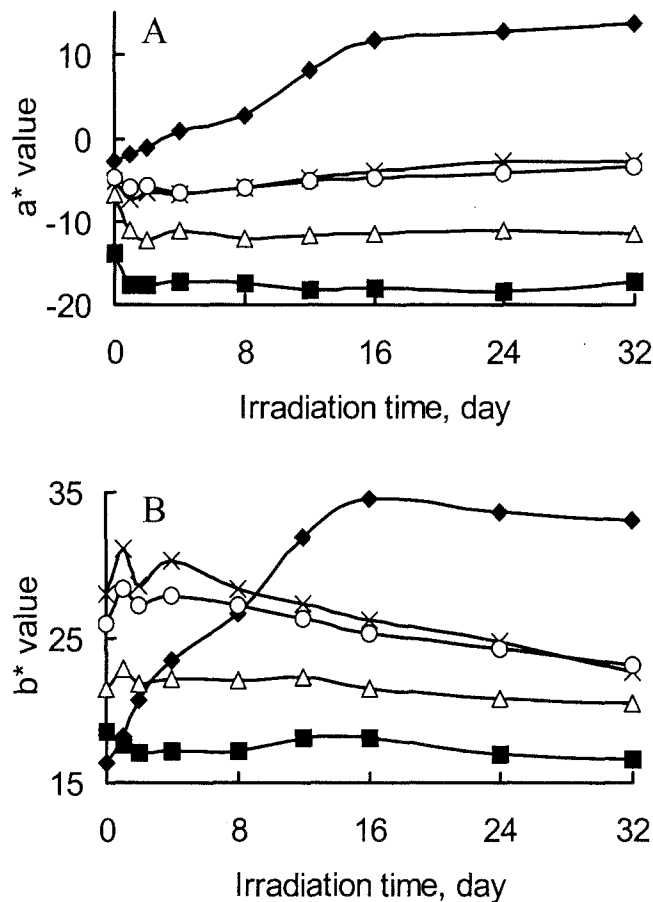 A
10
0
-10
-20
a* value
0 8 16 24 32
Irradiation time, day
B
35
25
15
b* value
0 8 16 24 32
Irradiation time, day